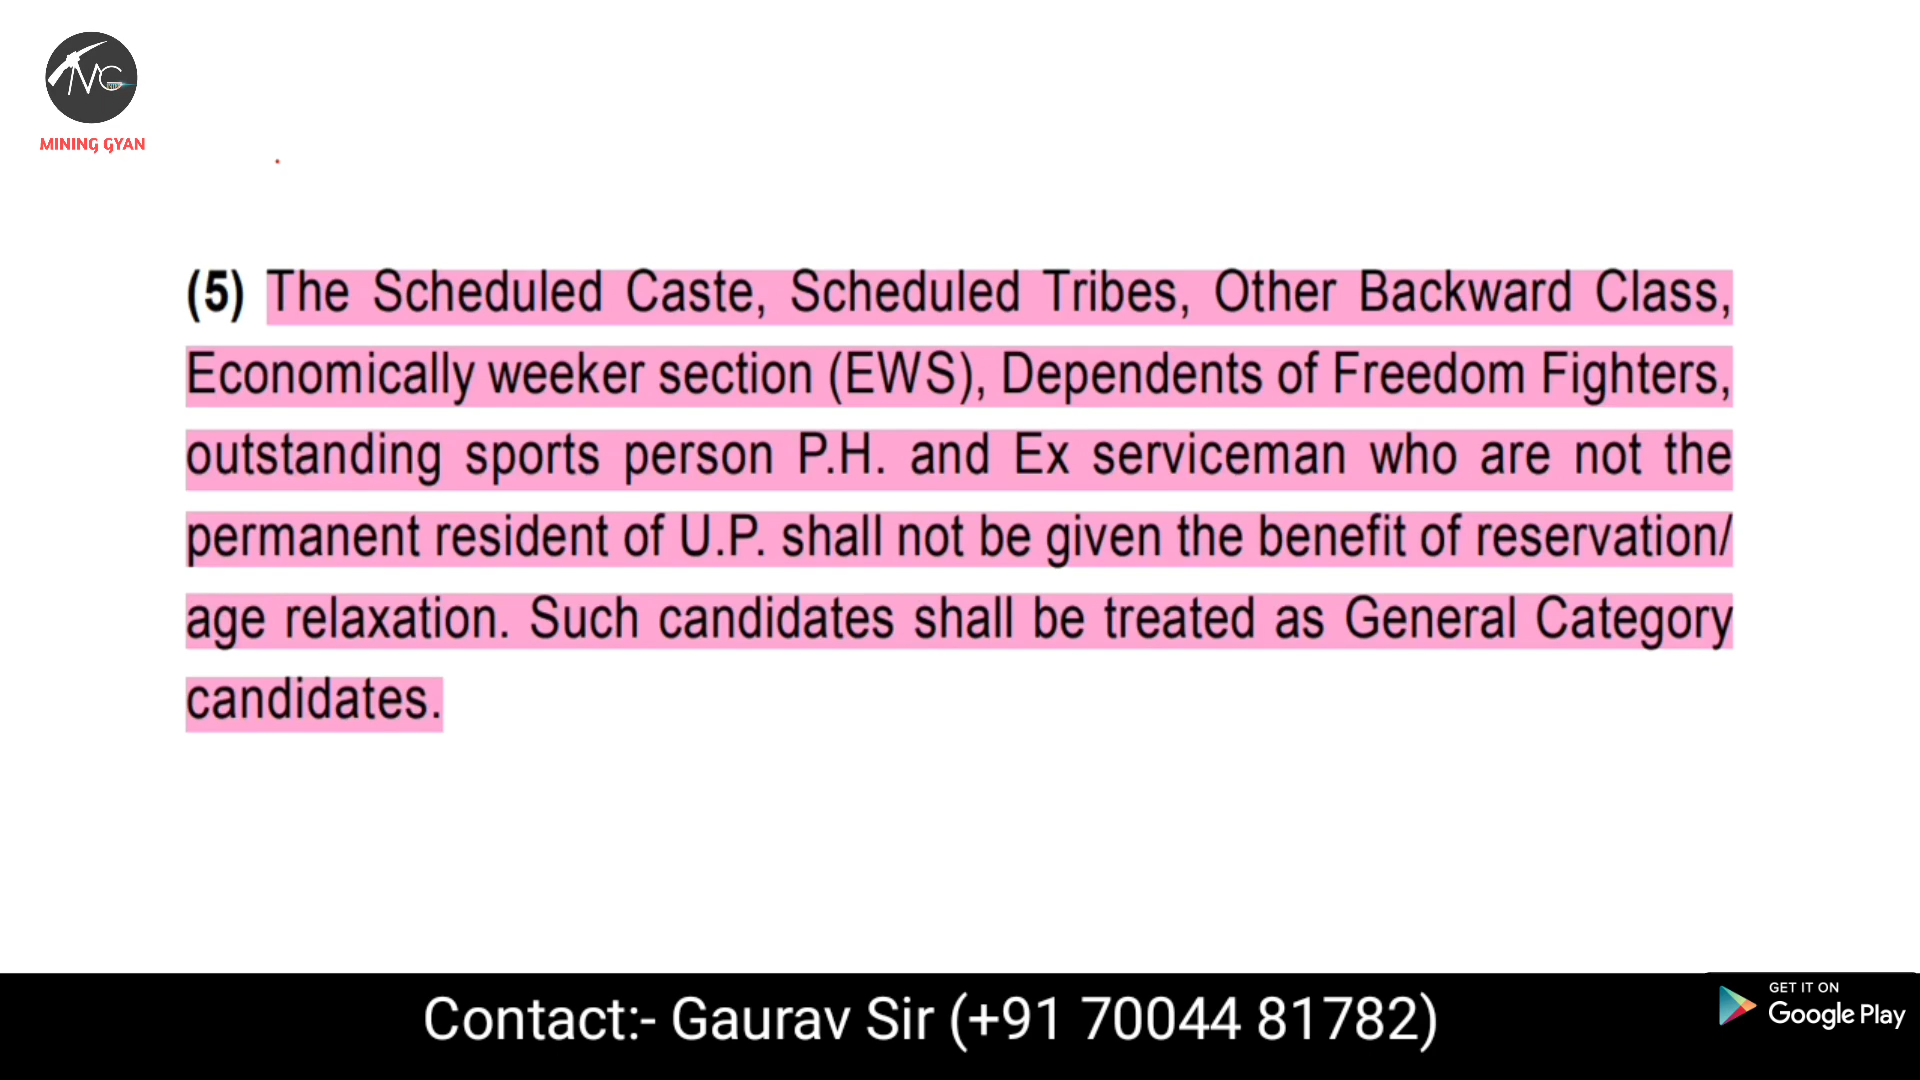 MG
MINING GYAN
(5) The Scheduled Caste, Scheduled Tribes, Other Backward Class,
Economically weeker section (EWS), Dependents of Freedom Fighters,
outstanding sports person P.H. and Ex serviceman who are not the
permanent resident of U.P. shall not be given the benefit of reservation/
age relaxation. Such candidates shall be treated as General Category
candidates.
Contact:- Gaurav Sir (+91 70044 81782)
GET IT ON
Google Play